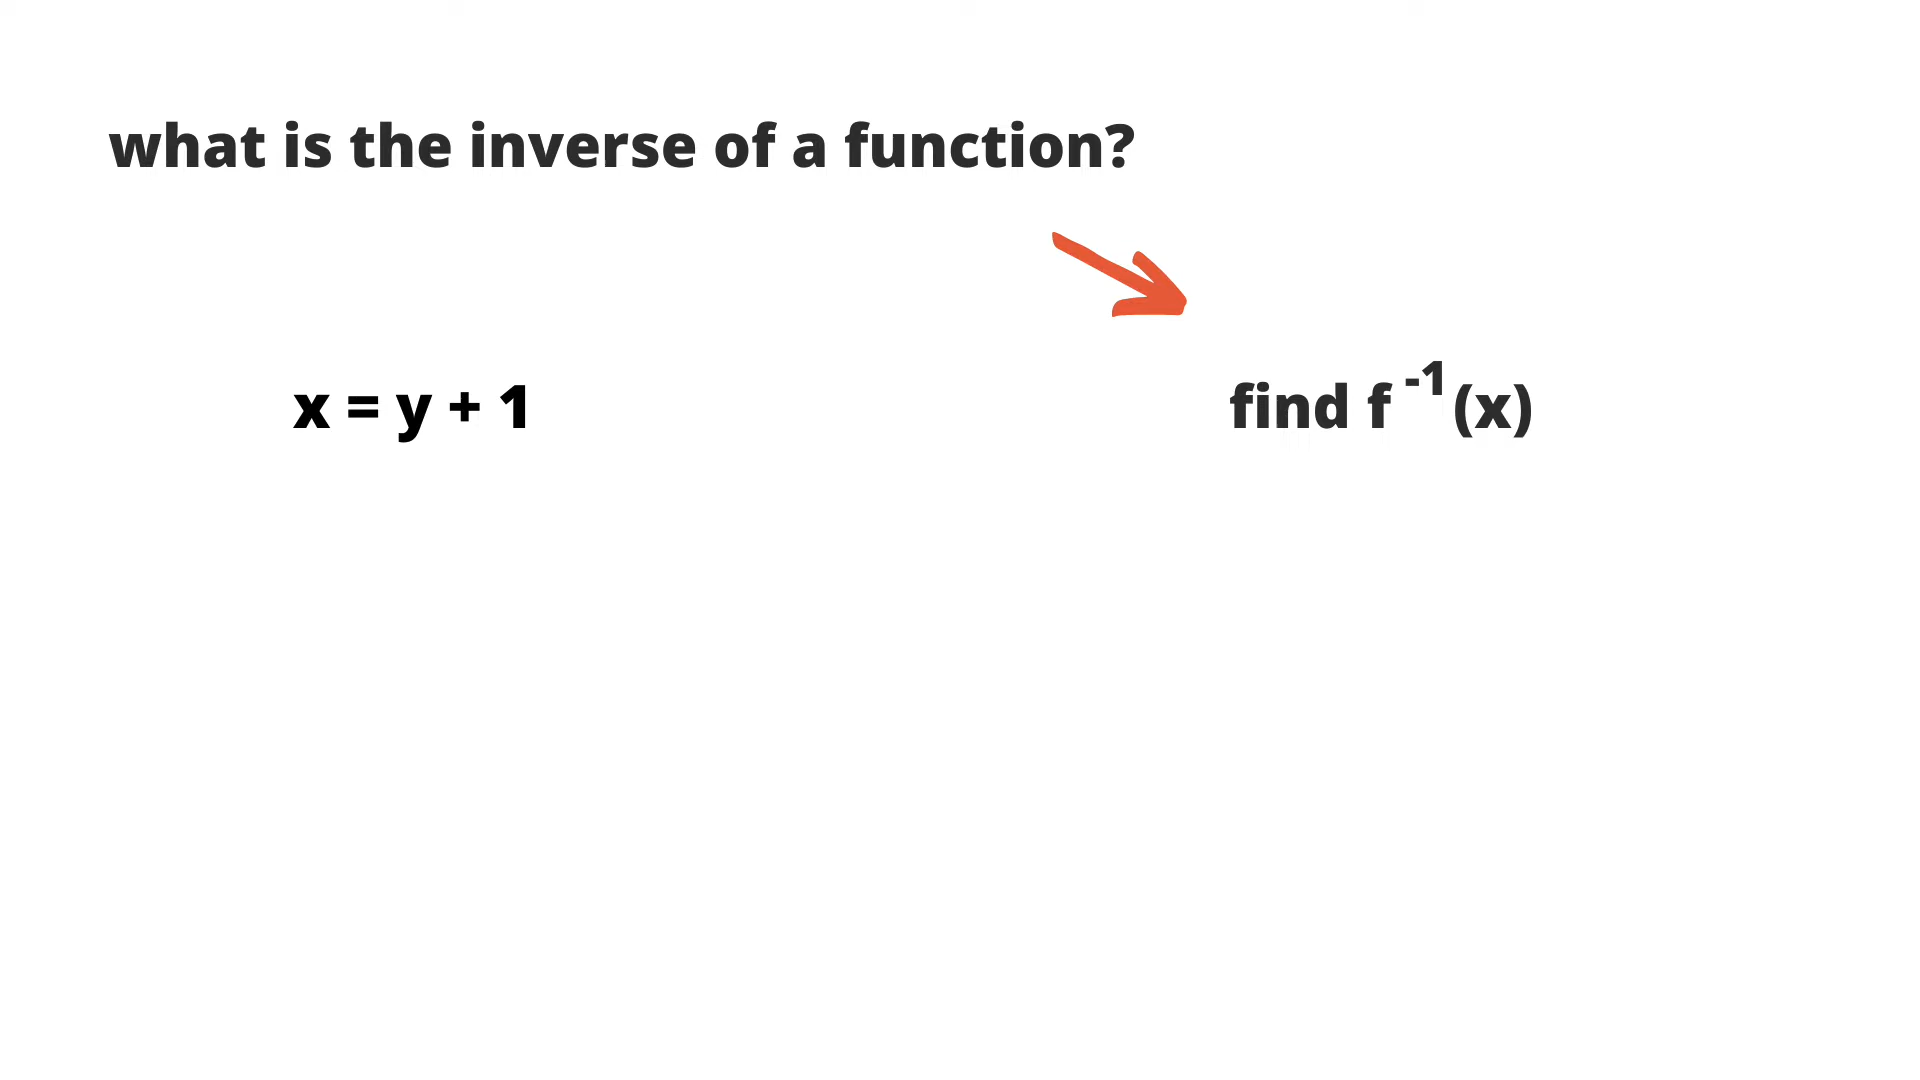 what is the inverse of a function?
x = y + 1
find f ⁻¹(x)